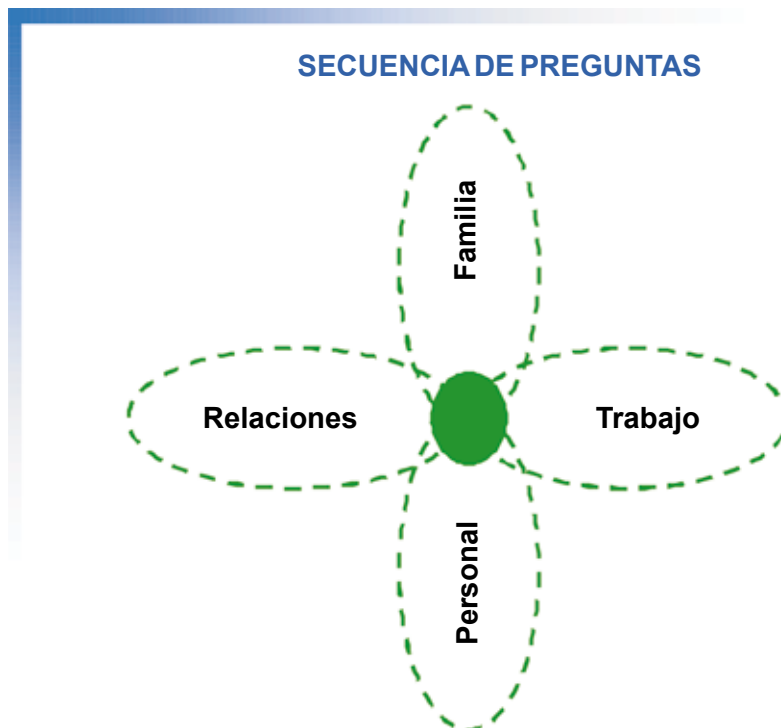 SECUENCIA DE PREGUNTAS
Familia
Relaciones
Trabajo
Personal